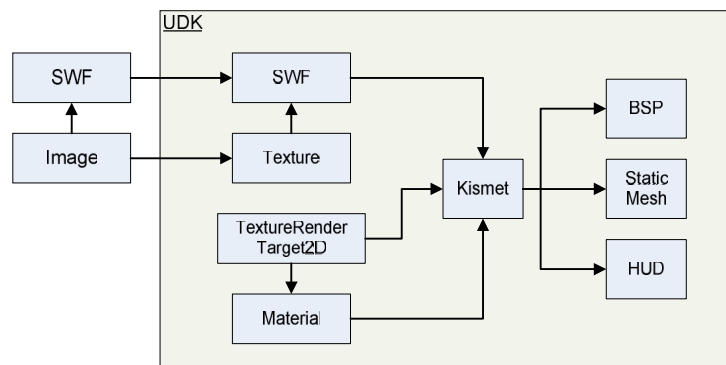 UDK
SWF
SWF
BSP
Image
Texture
Kismet
Static
Mesh
TextureRender
Target2D
HUD
Material